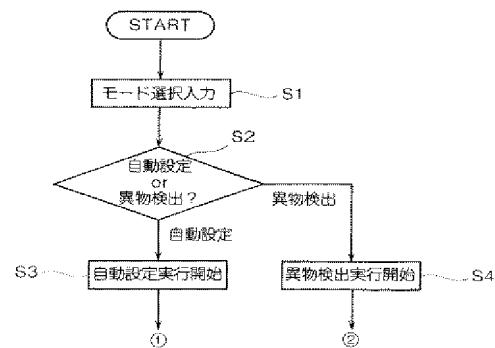 START
モード選択入力
S1
S2
自動設定
or
異物検出？
異物検出
自動設定
S3
自動設定実行開始
異物検出実行開始
S4
①
②